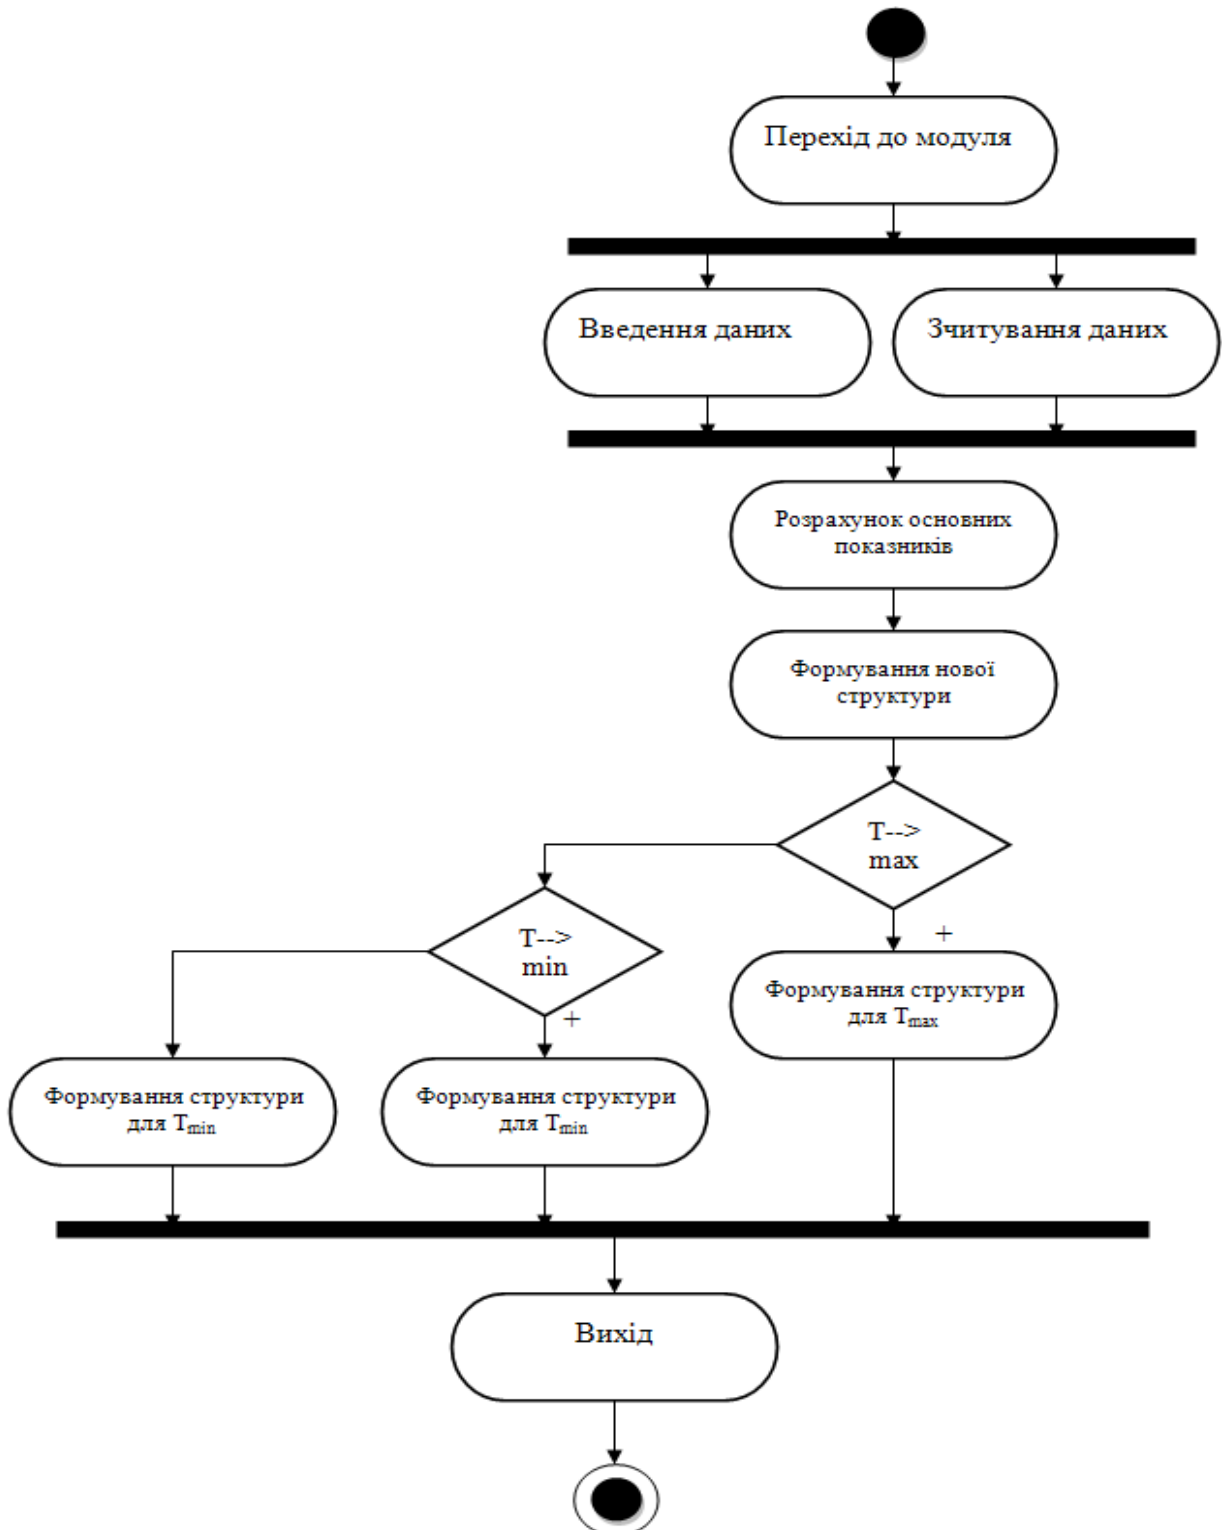 Перехід до модуля
Введення даних
Зчитування даних
Розрахунок основних
показників
Формування нової
структури
T-->
max
+
T-->
min
+
Формування структури
для Tmax
Формування структури
для Tmin
Формування структури
для Tmin
Вихід